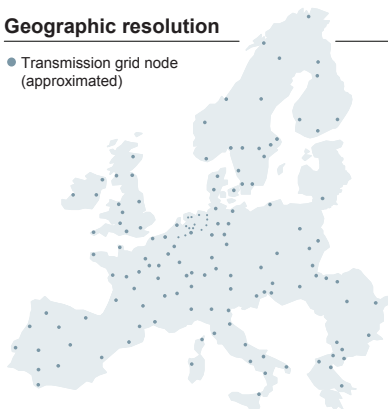 Geographic resolution
Transmission grid node
(approximated)